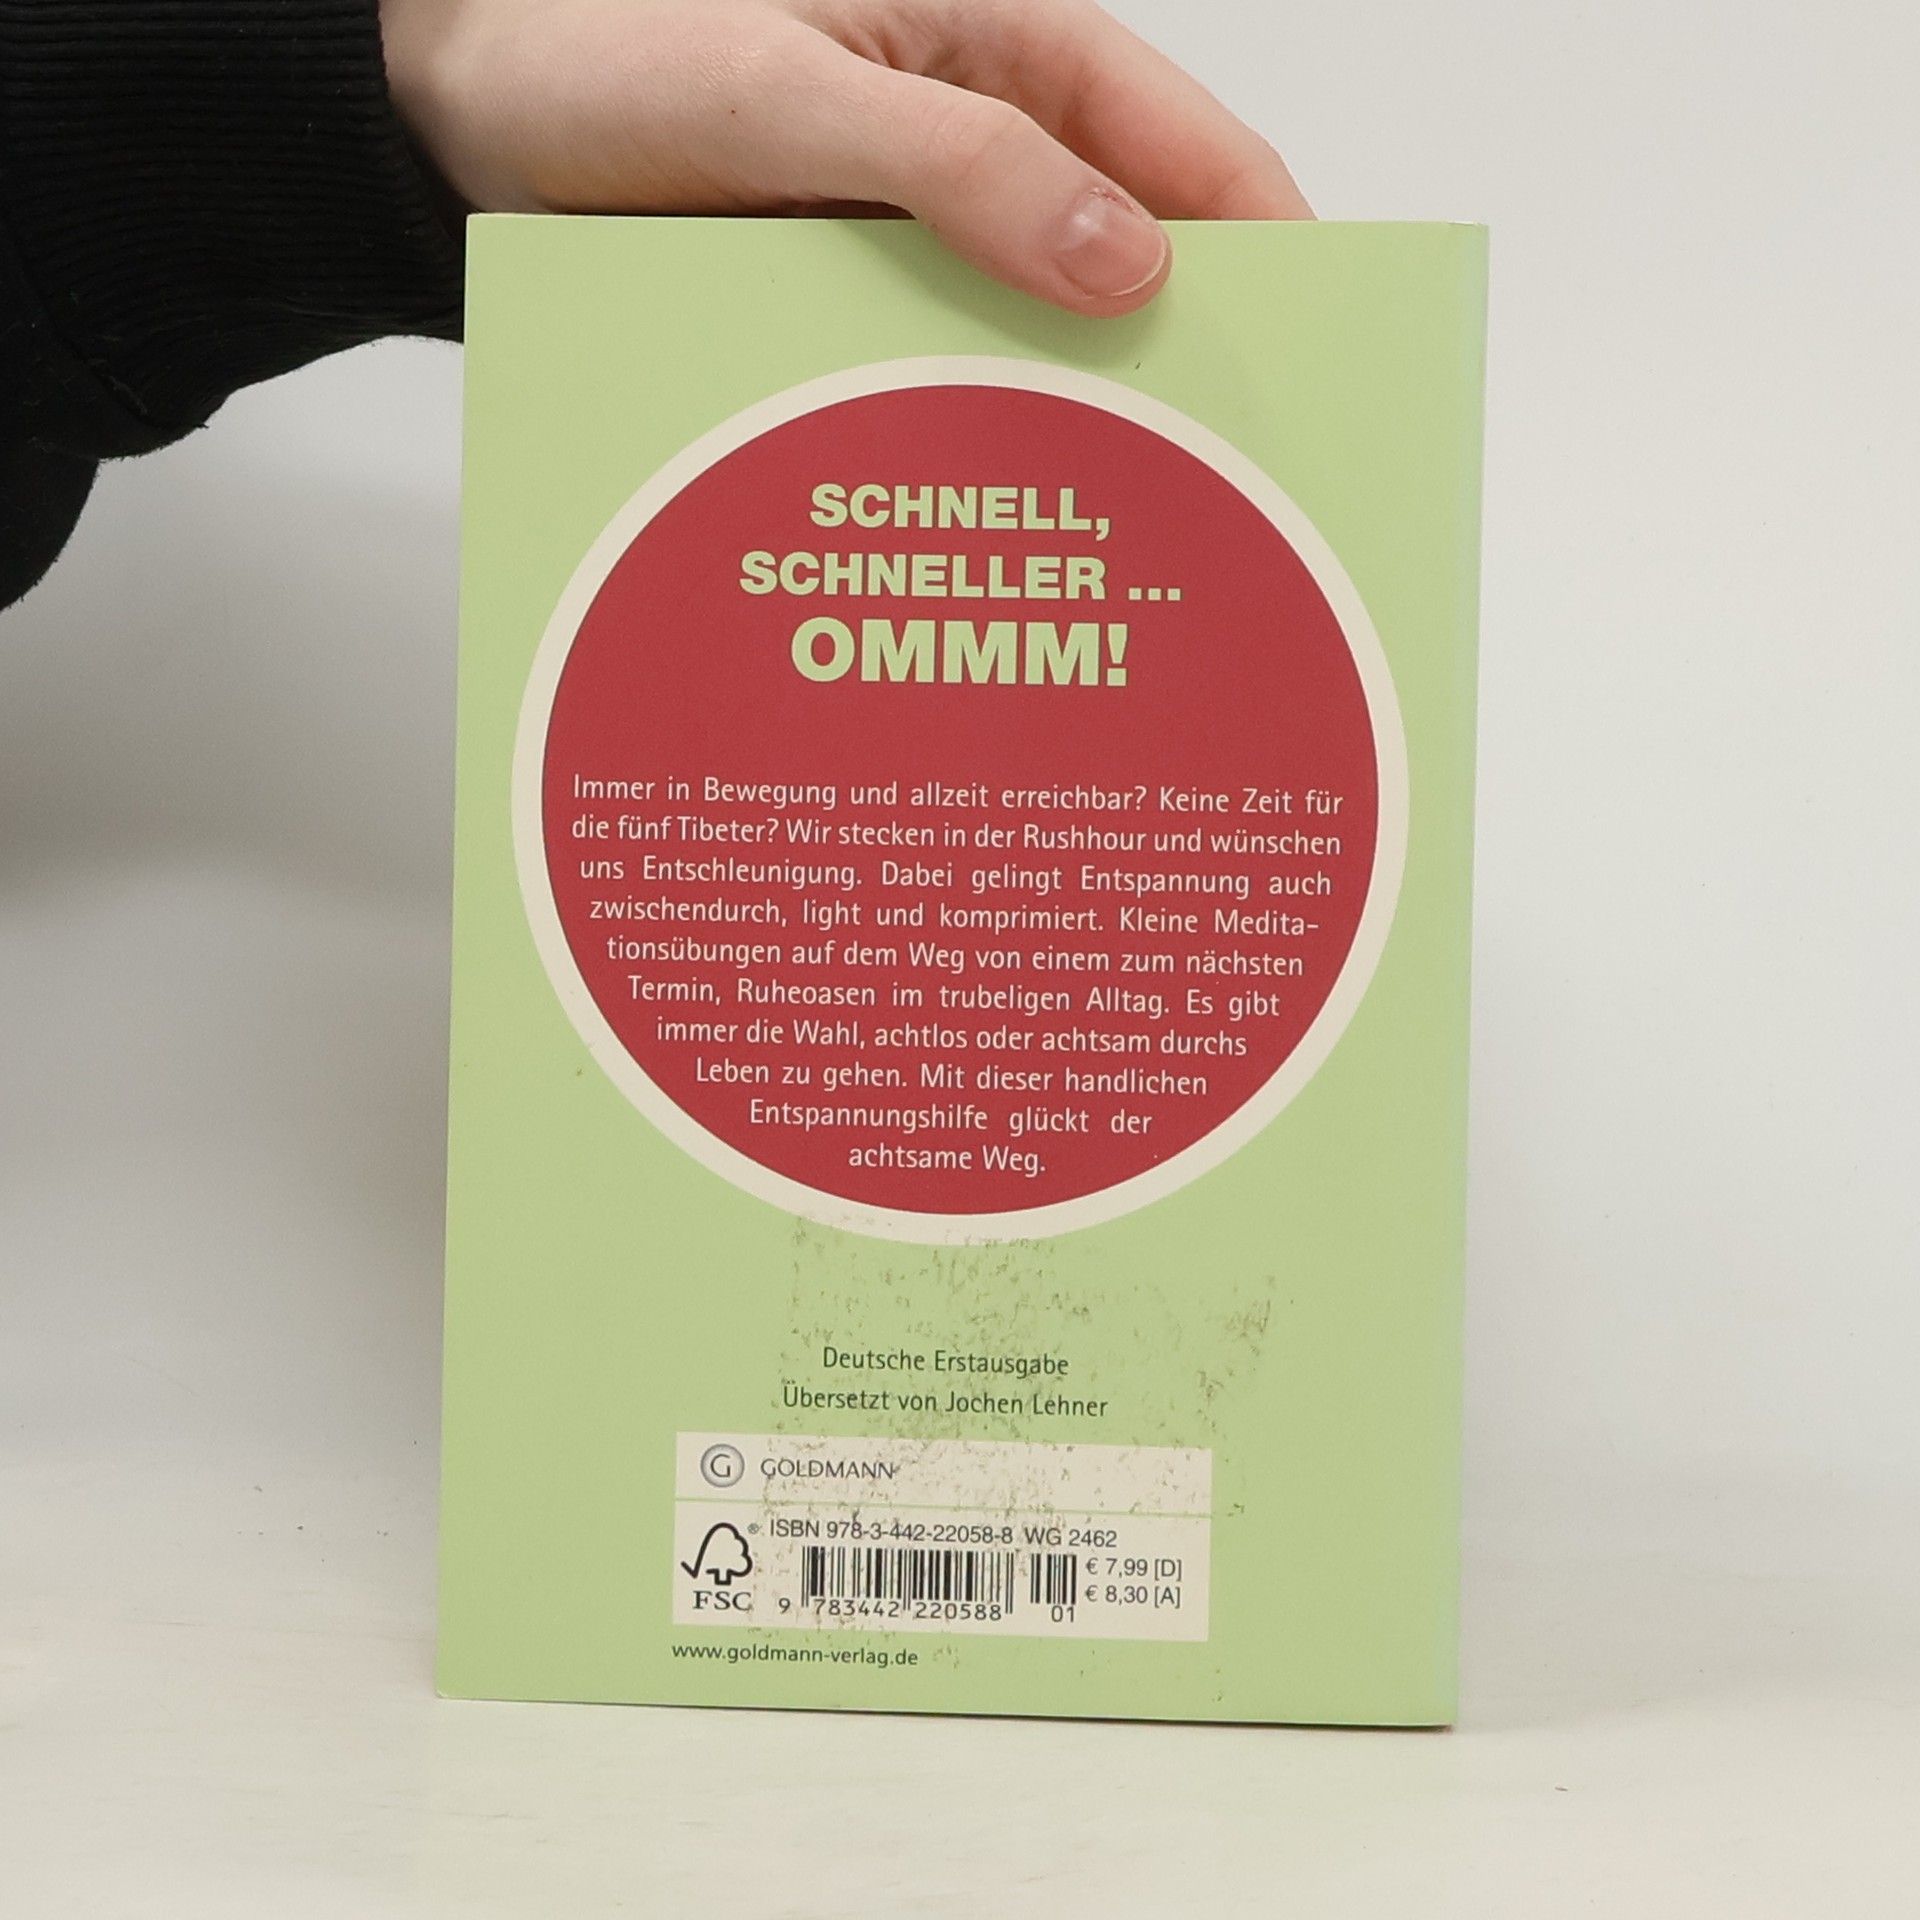 SCHNELL,
SCHNELLER ...
OMMM!
Immer in Bewegung und allzeit erreichbar? Keine Zeit für
die fünf Tibeter? Wir stecken in der Rushhour und wünschen
uns Entschleunigung. Dabei gelingt Entspannung auch
zwischendurch, light und komprimiert. Kleine Medita-
tionsübungen auf dem Weg von einem zum nächsten
Termin, Ruheoasen im trubeligen Alltag. Es gibt
immer die Wahl, achtlos oder achtsam durchs
Leben zu gehen. Mit dieser handlichen
Entspannungshilfe glückt der
achtsame Weg.
Deutsche Erstausgabe
Übersetzt von Jochen Lehner
G GOLDMANN
® ISBN 978-3-442-22058-8 WG 2462
€ 7,99 [D]
€ 8,30 [A]
FSC 9 783442 220588 01
www.goldmann-verlag.de